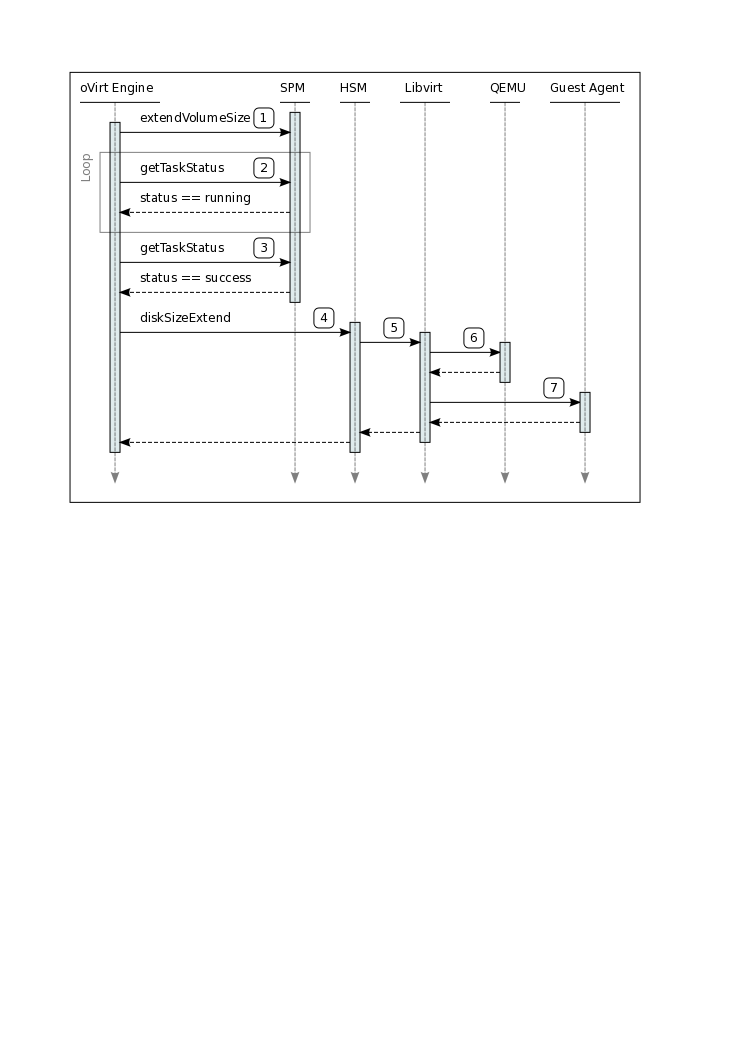 oVirt Engine SPM HSM Libvirt QEMU Guest Agent
extendVolumeSize 1
Loop
getTaskStatus 2
status == running
getTaskStatus 3
status == success
diskSizeExtend 4
5
6
7